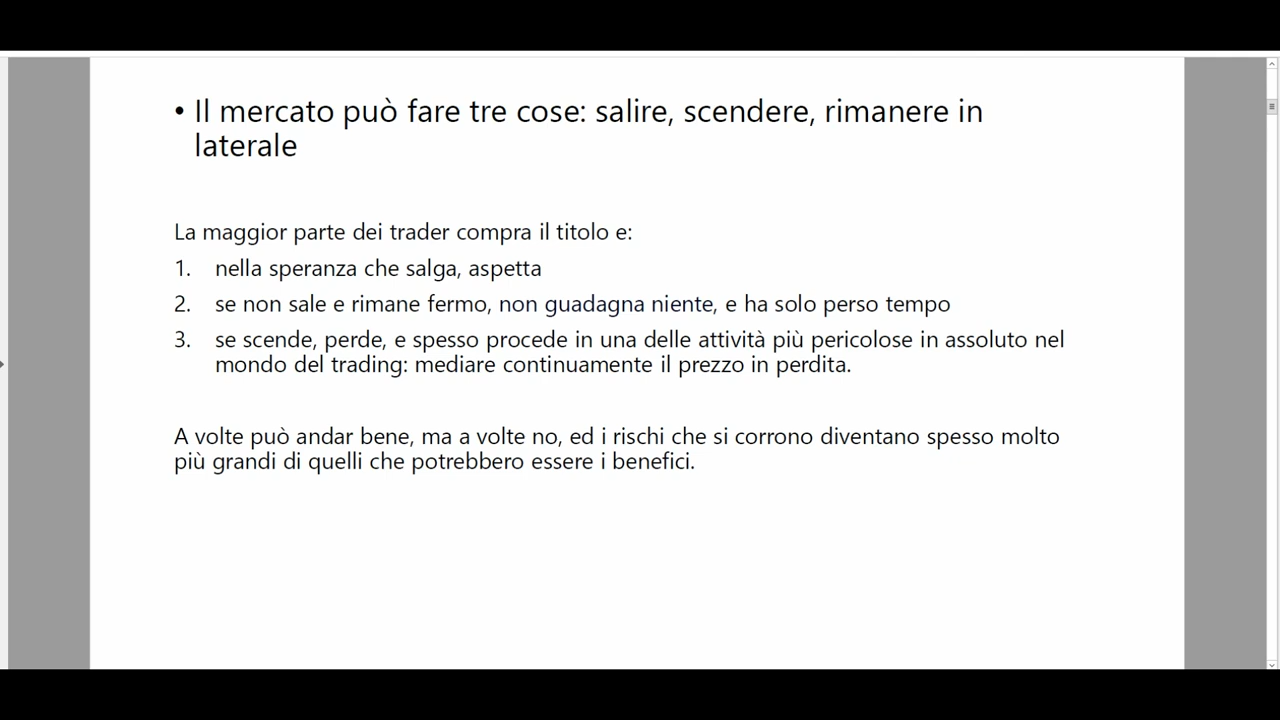 • Il mercato può fare tre cose: salire, scendere, rimanere in
laterale
La maggior parte dei trader compra il titolo e:
1. nella speranza che salga, aspetta
2. se non sale e rimane fermo, non guadagna niente, e ha solo perso tempo
3. se scende, perde, e spesso procede in una delle attività più pericolose in assoluto nel
mondo del trading: mediare continuamente il prezzo in perdita.
A volte può andar bene, ma a volte no, ed i rischi che si corrono diventano spesso molto
più grandi di quelli che potrebbero essere i benefici.